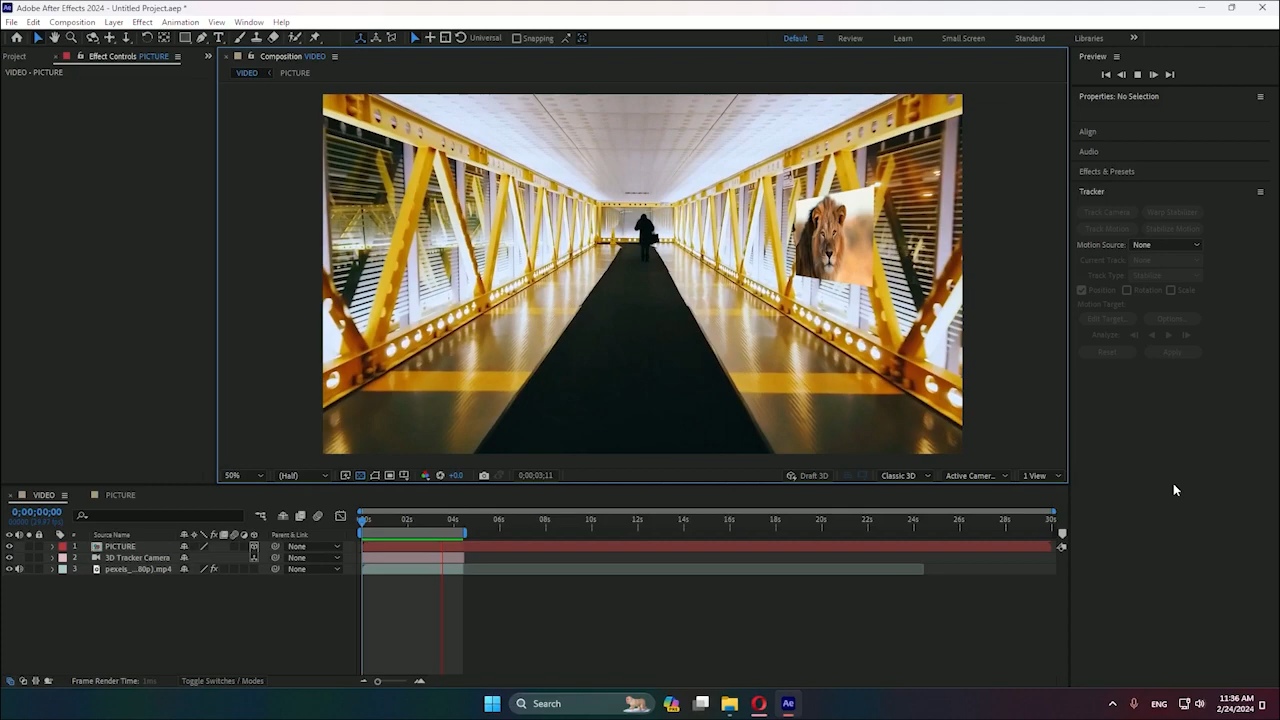 Adobe After Effects 2024 - Untitled Project.aep *
File Edit Composition Layer Effect Animation View Window Help
Universal Snapping Default Review Learn Small Screen Standard Libraries
Project Effect Controls PICTURE
VIDEO - PICTURE
Composition VIDEO
VIDEO PICTURE
Preview
Properties: No Selection
Align
Audio
Effects & Presets
Tracker
Track Camera Warp Stabilizer
Track Motion Stabilize Motion
Motion Source: None
Current Track: None
Track Type: Stabilize
Position Rotation Scale
Motion Target:
Edit Target... Options...
Analyze:
Reset Apply
50% (Half) +0.0 0;00;03;11 Draft 3D Classic 3D Active Camer... 1 View
VIDEO PICTURE
0;00;00;00
00000 (29.97 fps)
:00s 02s 04s 06s 08s 10s 12s 14s 16s 18s 20s 22s 24s 26s 28s 30s
# Source Name Parent & Link
1 PICTURE None
2 3D Tracker Camera None
3 pexels_...80p).mp4 None
Frame Render Time: 1ms Toggle Switches / Modes
Search
ENG
11:36 AM
2/24/2024